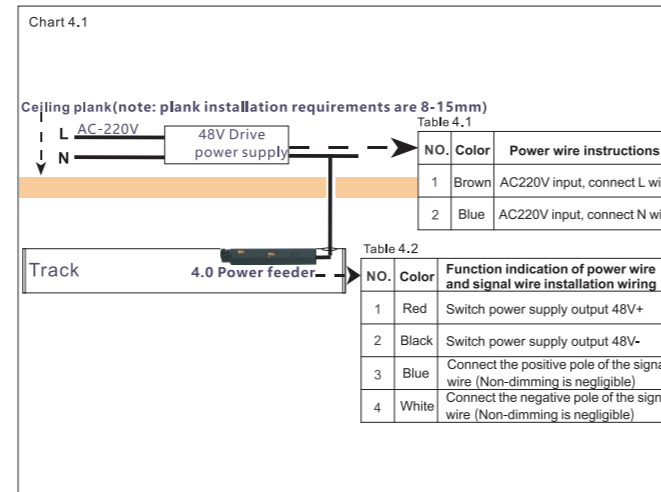 Chart 4.1
Ceiling plank(note: plank installation requirements are 8-15mm)
L AC-220V
N
48V Drive
power supply
Table 4.1
NO. Color Power wire instructions
1 Brown AC220V input, connect L wi
2 Blue AC220V input, connect N wi
Track
4.0 Power feeder
Table 4.2
NO. Color Function indication of power wire
and signal wire installation wiring
1 Red Switch power supply output 48V+
2 Black Switch power supply output 48V-
3 Blue Connect the positive pole of the signa
wire (Non-dimming is negligible)
4 White Connect the negative pole of the sign
wire (Non-dimming is negligible)